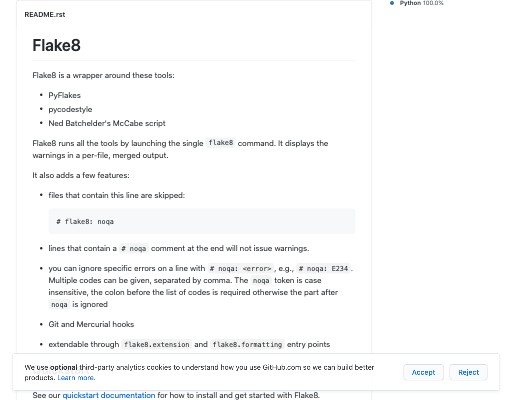 Python 100.0%
README.rst
Flake8
Flake8 is a wrapper around these tools:
• PyFlakes
• pycodestyle
• Ned Batchelder's McCabe script
Flake8 runs all the tools by launching the single flake8 command. It displays the
warnings in a per-file, merged output.
It also adds a few features:
• files that contain this line are skipped:
# flake8: noqa
• lines that contain a # noqa comment at the end will not issue warnings.
• you can ignore specific errors on a line with # noqa: <error>, e.g., # noqa: E234.
Multiple codes can be given, separated by comma. The noqa token is case
insensitive, the colon before the list of codes is required otherwise the part after
noqa is ignored
• Git and Mercurial hooks
• extendable through flake8.extension and flake8.formatting entry points
We use optional third-party analytics cookies to understand how you use GitHub.com so we can build better
products. Learn more.
Accept
Reject
See our quickstart documentation for how to install and get started with Flake8.